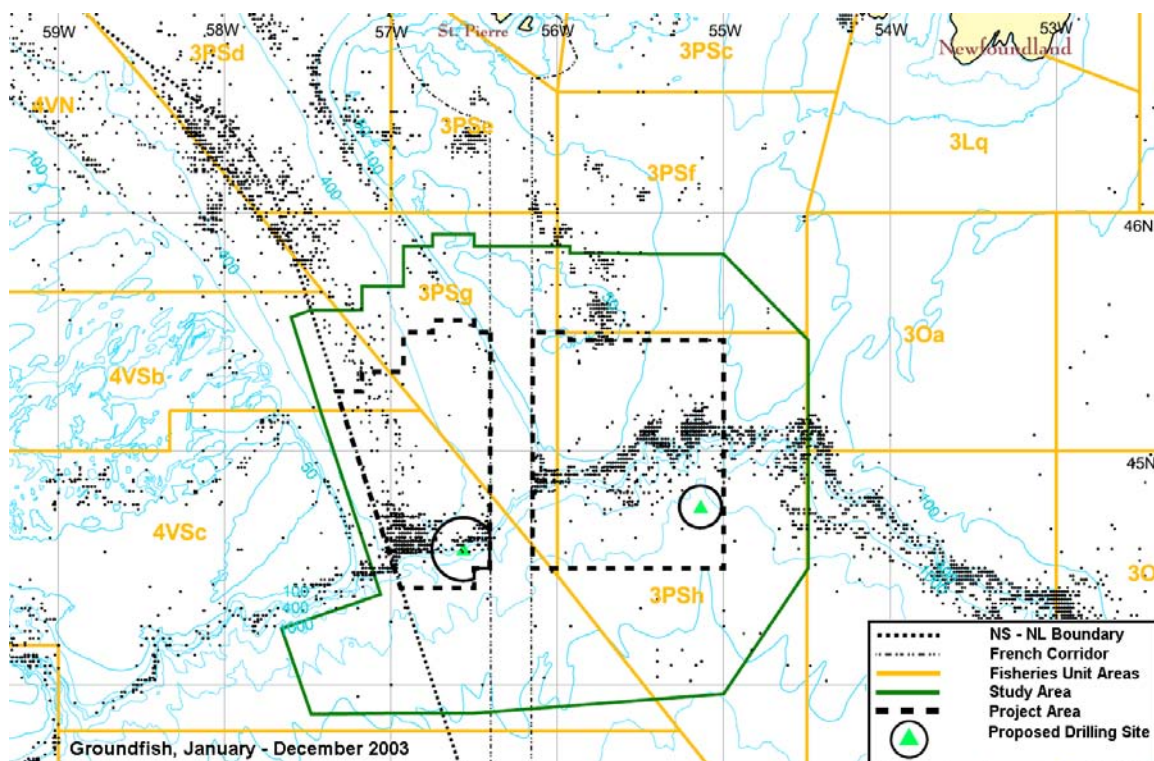 59W 58W 57W 56W 55W 54W 53W
St. Pierre
3PSd
3PSc
Newfoundland
4VN
3PSe
100
100
3Lq
3PSf
400
400
46N
3PSg
3Oa
4VSb
50
45N
100
4VSc
100
400
3PSh
3O
NS - NL Boundary
French Corridor
Fisheries Unit Areas
Study Area
Project Area
Proposed Drilling Site
Groundfish, January - December 2003